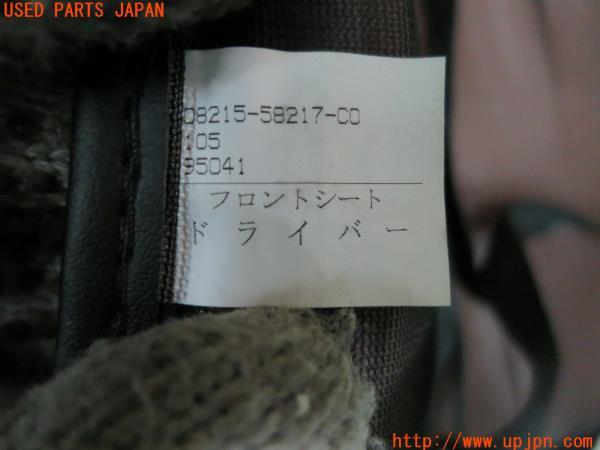 USED PARTS JAPAN
08215-58217-C0
105
95041
フロントシート
ドライバー
http://www.upjpn.com/